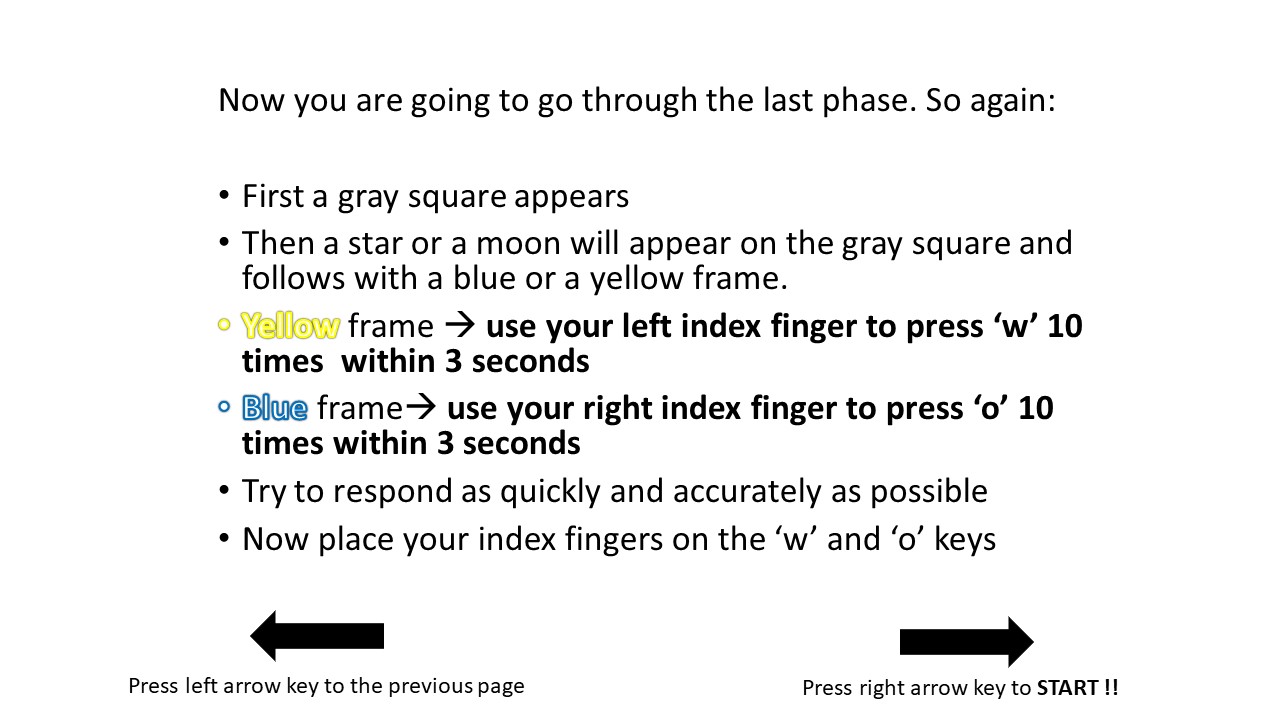 Now you are going to go through the last phase. So again:
• First a gray square appears
• Then a star or a moon will appear on the gray square and
follows with a blue or a yellow frame.
• Yellow frame → use your left index finger to press ‘w’ 10
times  within 3 seconds
• Blue frame→ use your right index finger to press ‘o’ 10
times within 3 seconds
• Try to respond as quickly and accurately as possible
• Now place your index fingers on the ‘w’ and ‘o’ keys
Press left arrow key to the previous page
Press right arrow key to START !!